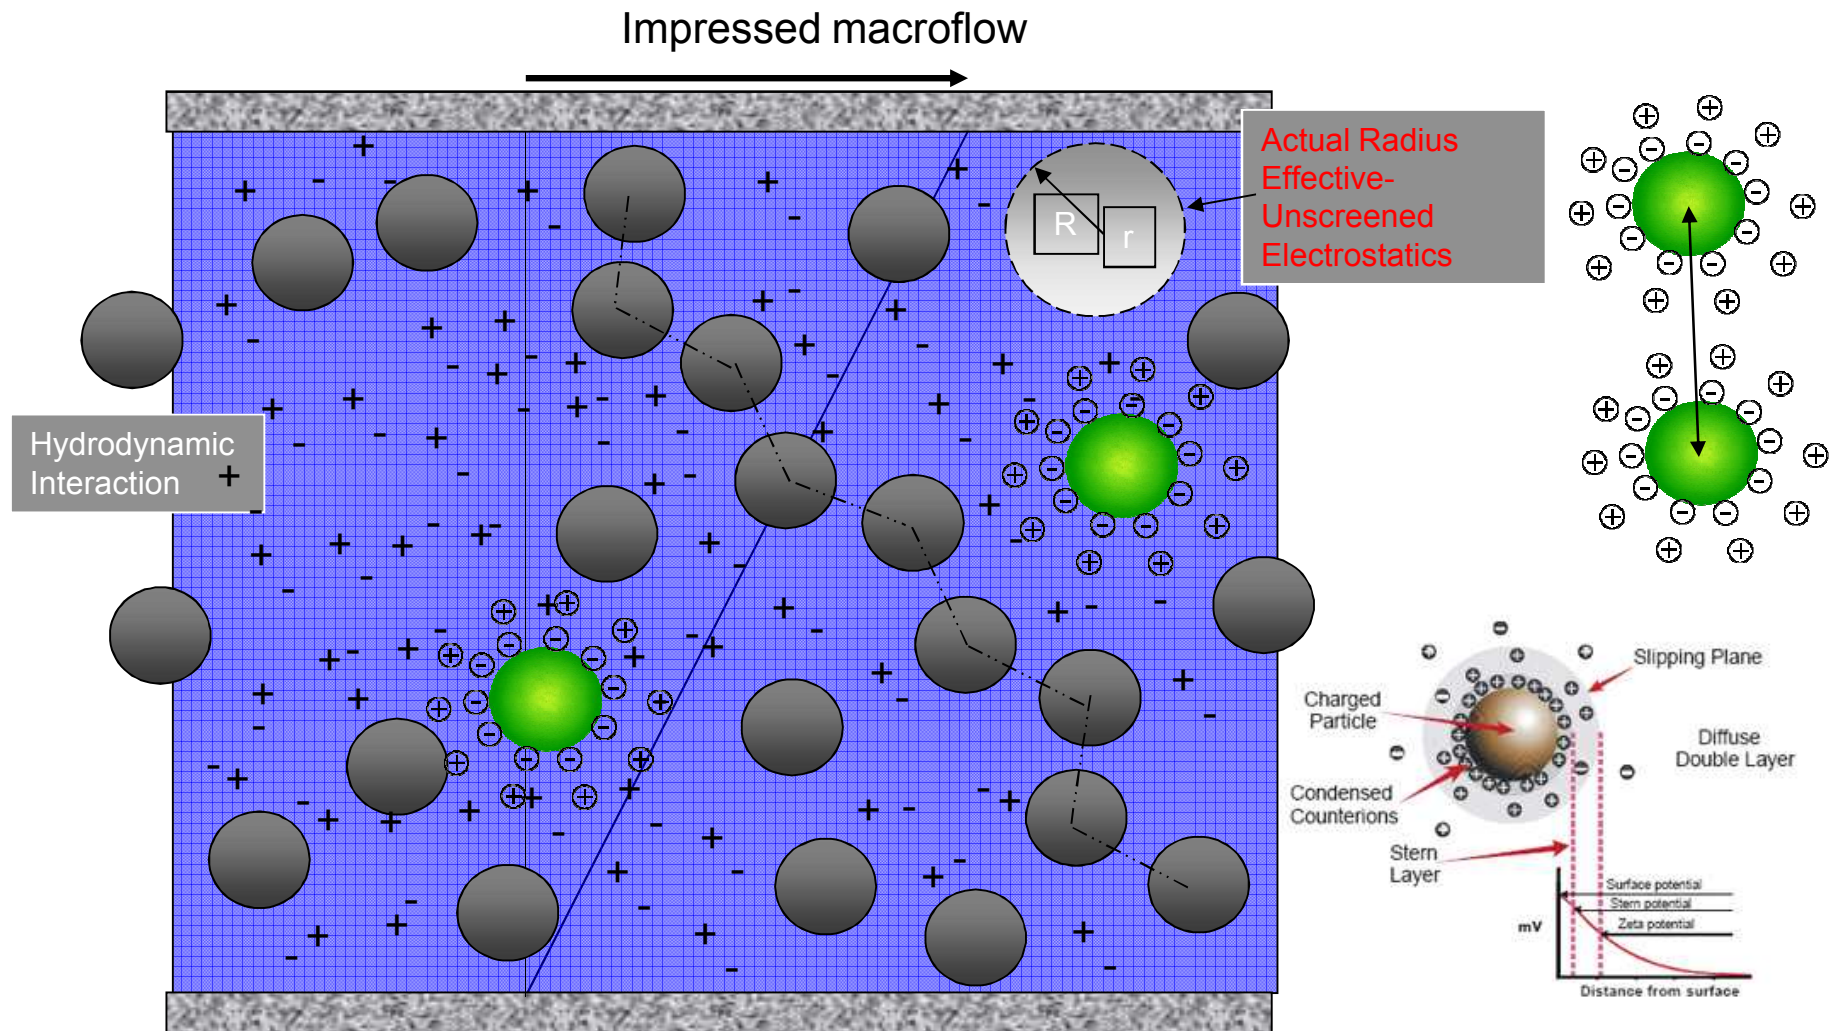 Impressed macroflow
Actual Radius
Effective-
Unscreened
Electrostatics
R
r
Hydrodynamic
Interaction
Slipping Plane
Charged
Particle
Diffuse
Double Layer
Condensed
Counterions
Stern
Layer
Surface potential
Stern potential
Zeta potential
mV
Distance from surface